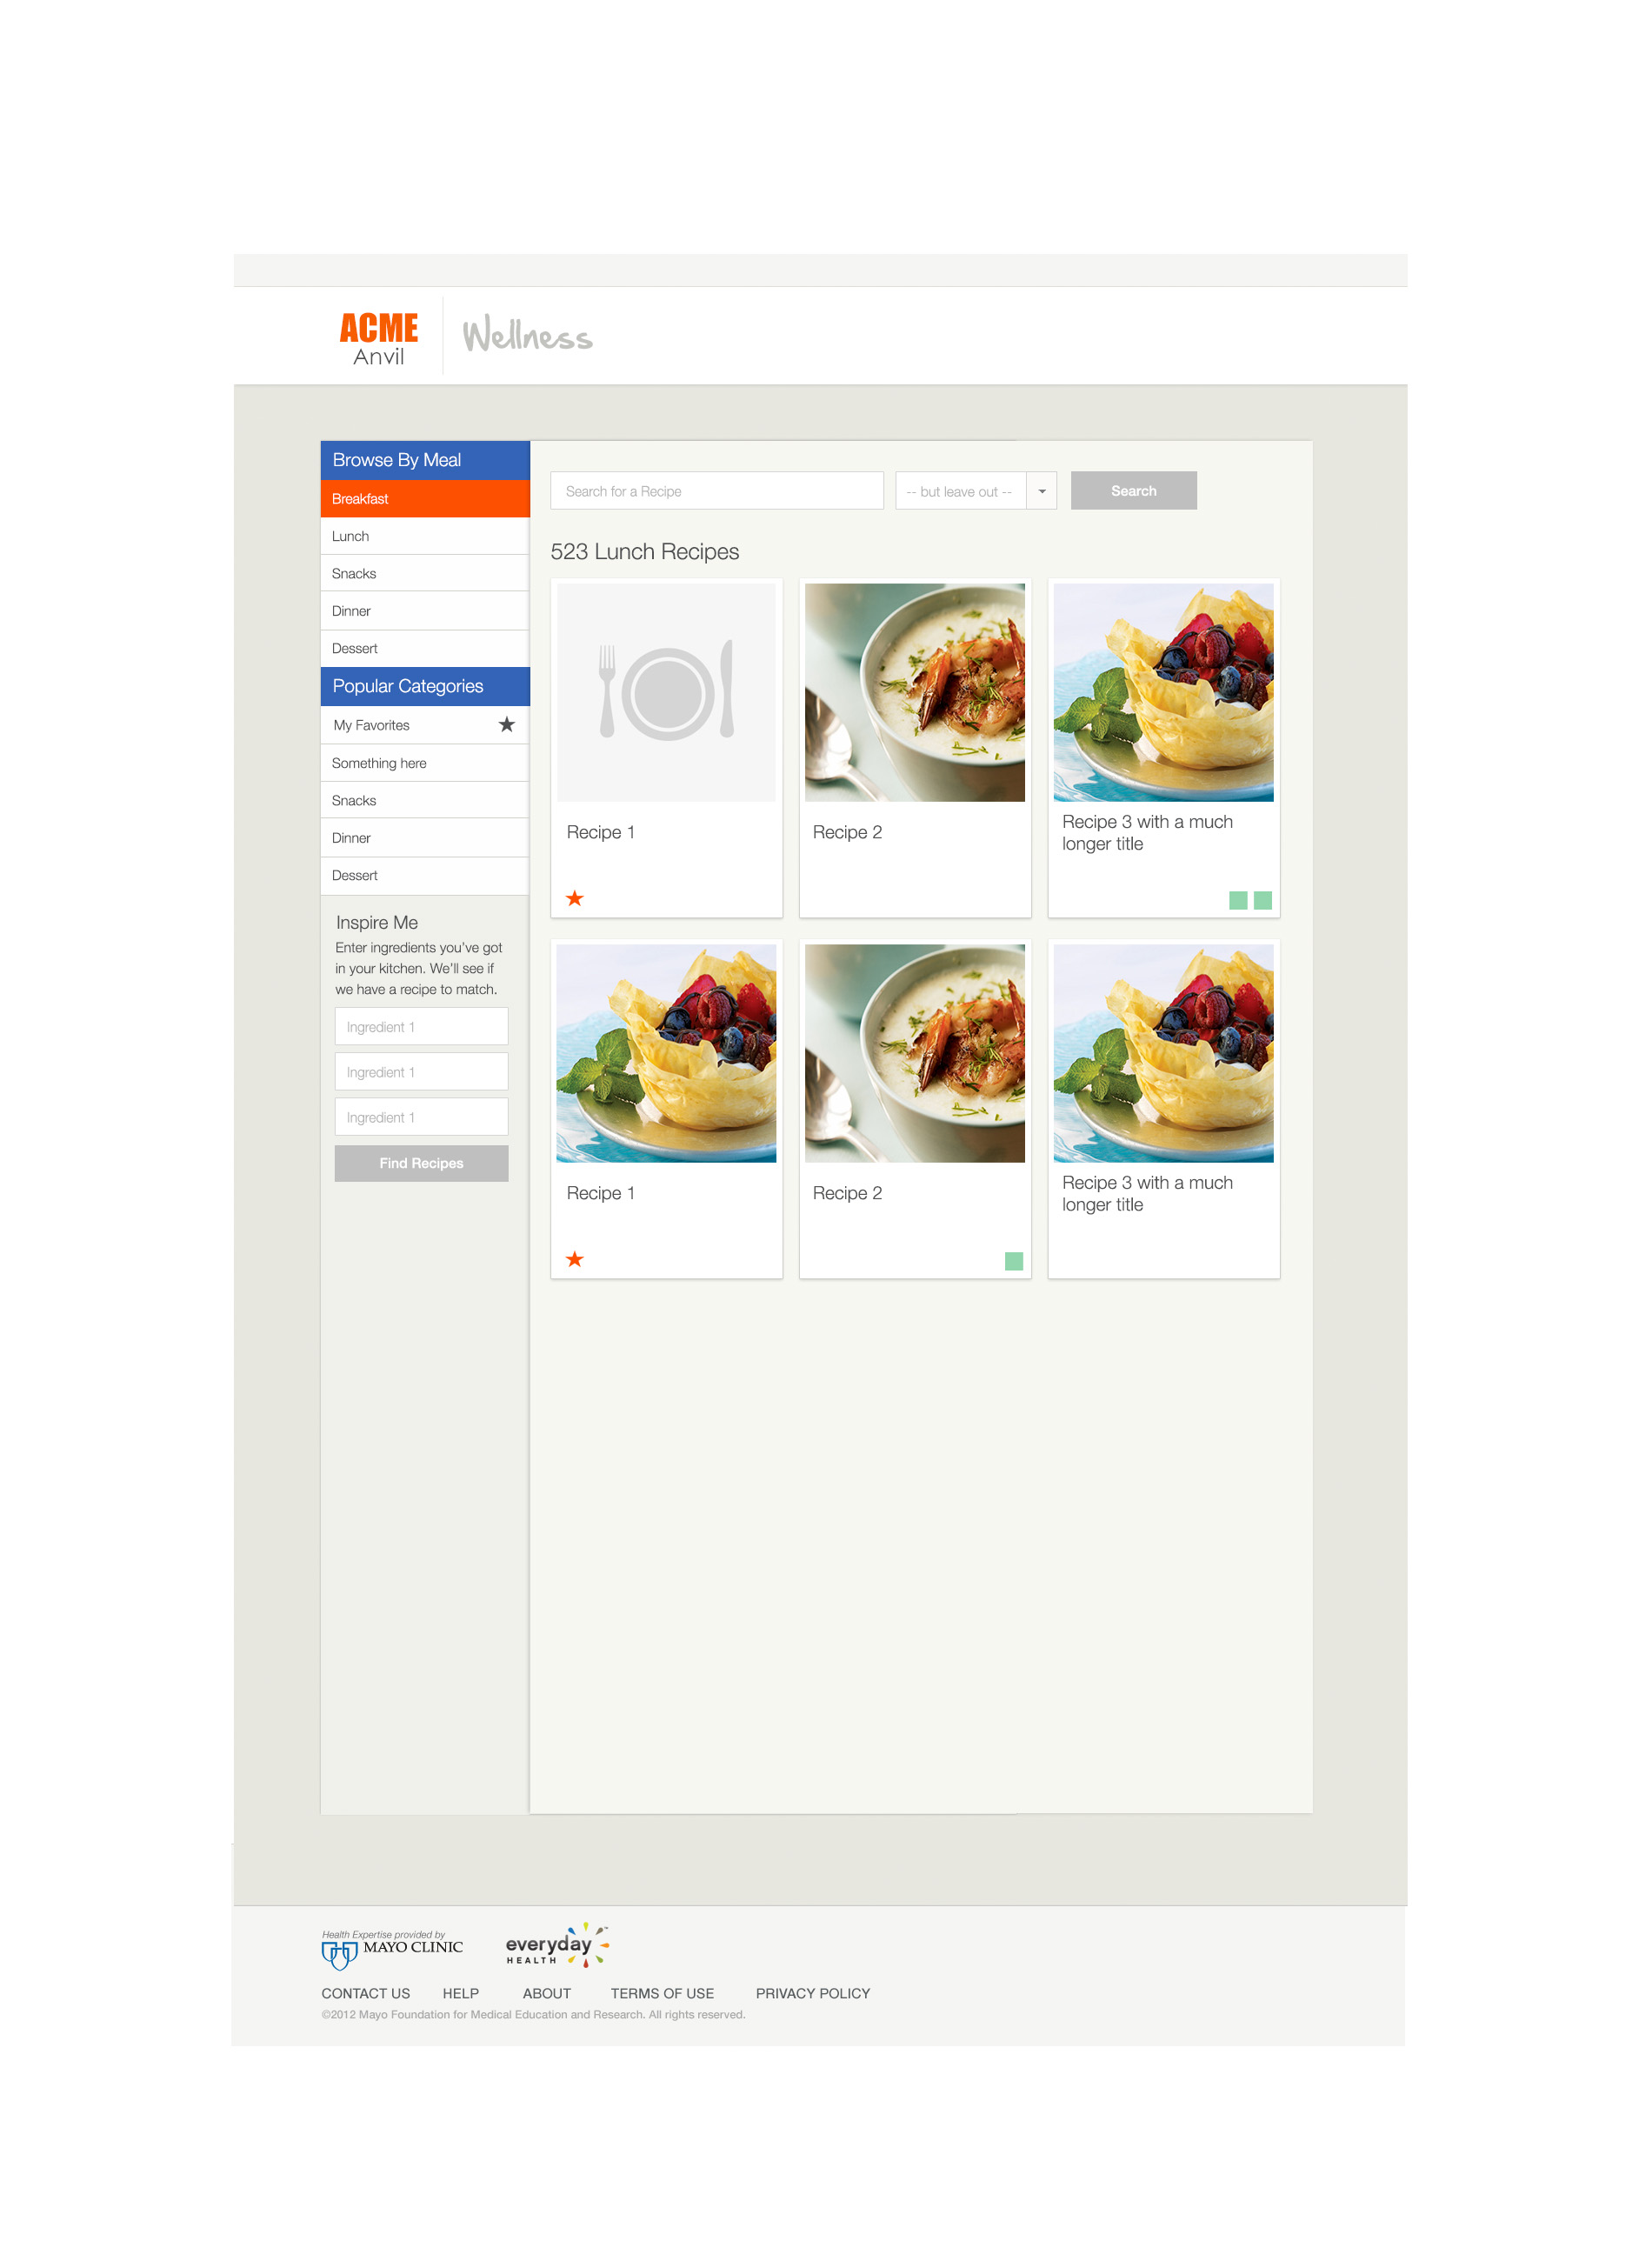 ACME
Anvil
Wellness
Browse By Meal
Breakfast
Lunch
Snacks
Dinner
Dessert
Popular Categories
My Favorites
Something here
Snacks
Dinner
Dessert
Inspire Me
Enter ingredients you've got
in your kitchen. We'll see if
we have a recipe to match.
Ingredient 1
Ingredient 1
Ingredient 1
Find Recipes
Search for a Recipe
-- but leave out --
Search
523 Lunch Recipes
Recipe 1
Recipe 2
Recipe 3 with a much
longer title
Recipe 1
Recipe 2
Recipe 3 with a much
longer title
Health Expertise provided by
MAYO CLINIC
everyday™
HEALTH
CONTACT US HELP ABOUT TERMS OF USE PRIVACY POLICY
©2012 Mayo Foundation for Medical Education and Research. All rights reserved.